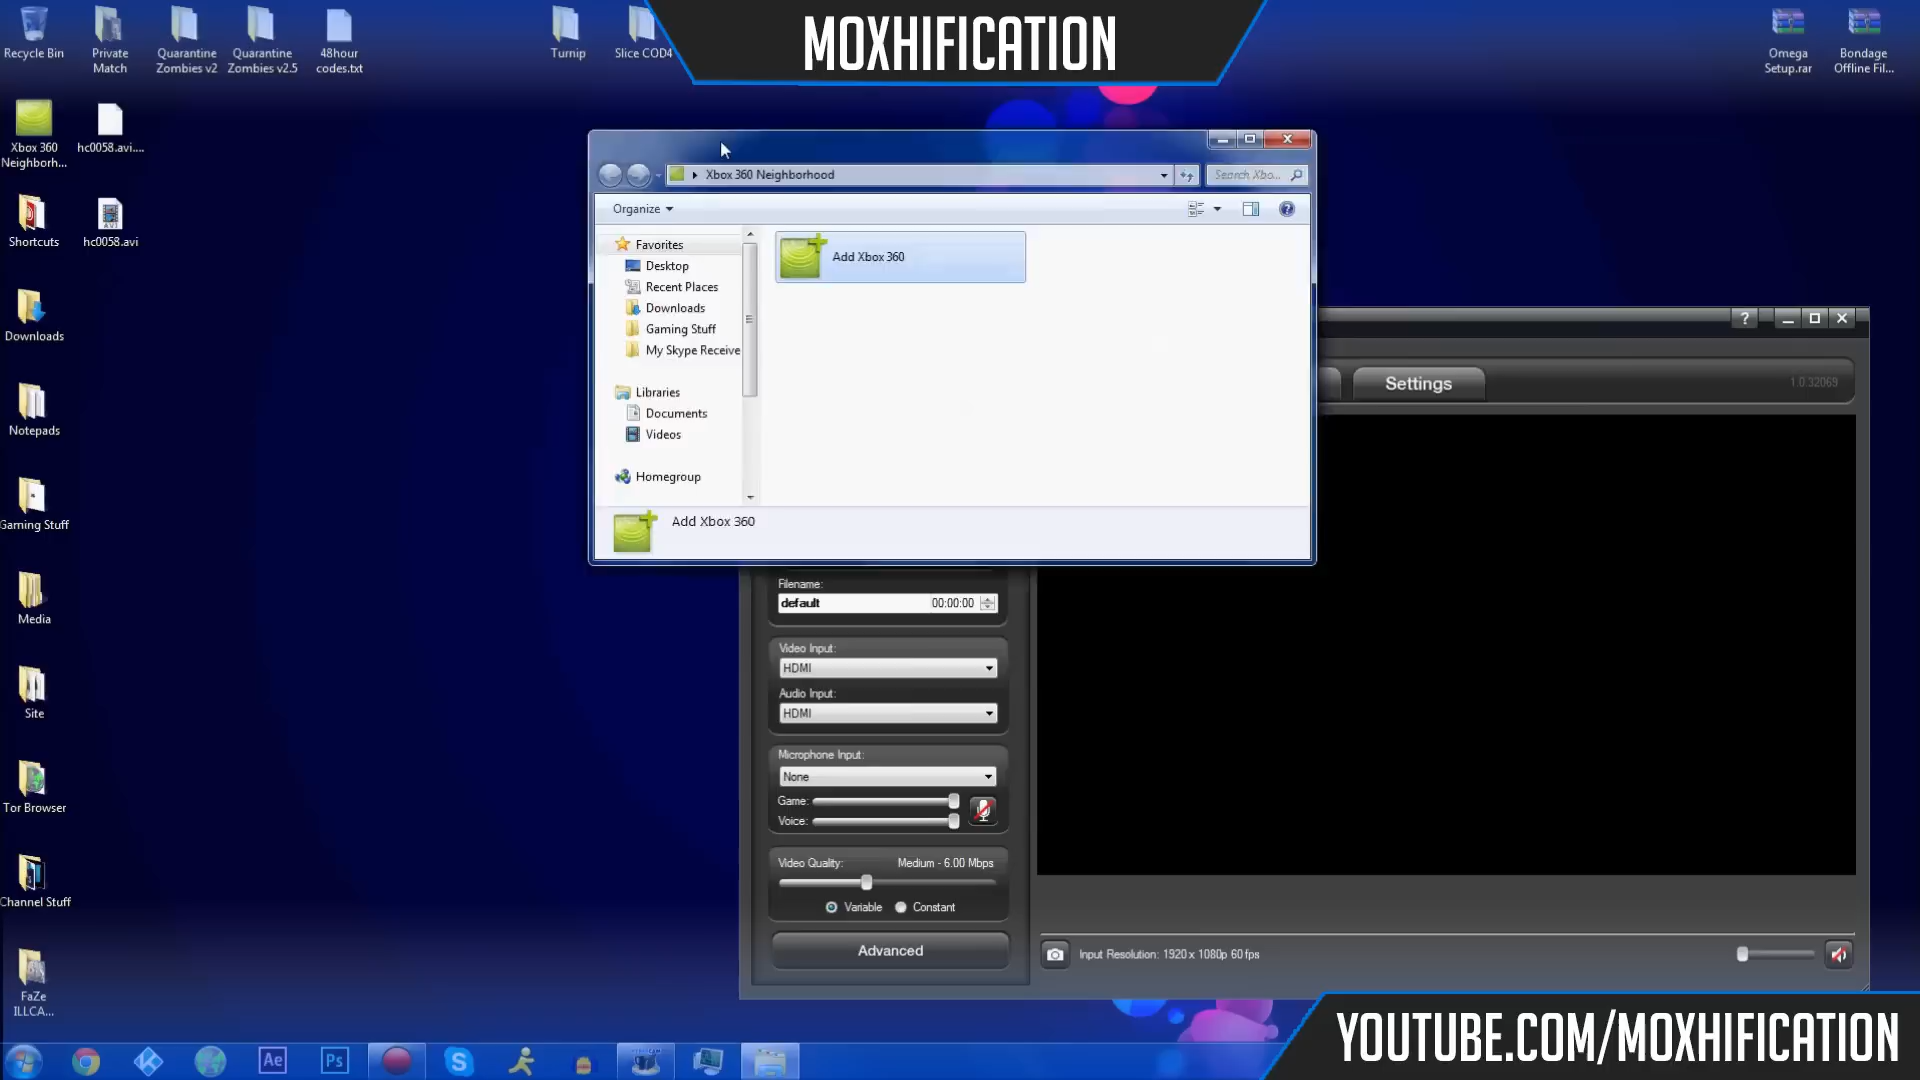 MOXHIFICATION
Recycle Bin
Private
Match
Quarantine
Zombies v2
Quarantine
Zombies v2.5
48hour
codes.txt
Turnip
Slice COD4
Omega
Setup.rar
Bondage
Offline Fil...
Xbox 360
Neighborh...
hc0058.avi....
Shortcuts
hc0058.avi
Downloads
Notepads
Gaming Stuff
Media
Site
Tor Browser
Channel Stuff
FaZe
ILLCA...
Xbox 360 Neighborhood
Search Xbo...
Organize
Favorites
Desktop
Recent Places
Downloads
Gaming Stuff
My Skype Receive
Libraries
Documents
Videos
Homegroup
Add Xbox 360
Add Xbox 360
?
Settings
1.0.32069
Filename:
default 00:00:00
Video Input:
HDMI
Audio Input:
HDMI
Microphone Input:
None
Game:
Voice:
Video Quality: Medium - 6.00 Mbps
Variable Constant
Advanced
Input Resolution: 1920 x 1080p 60 fps
Ae
Ps
YOUTUBE.COM/MOXHIFICATION